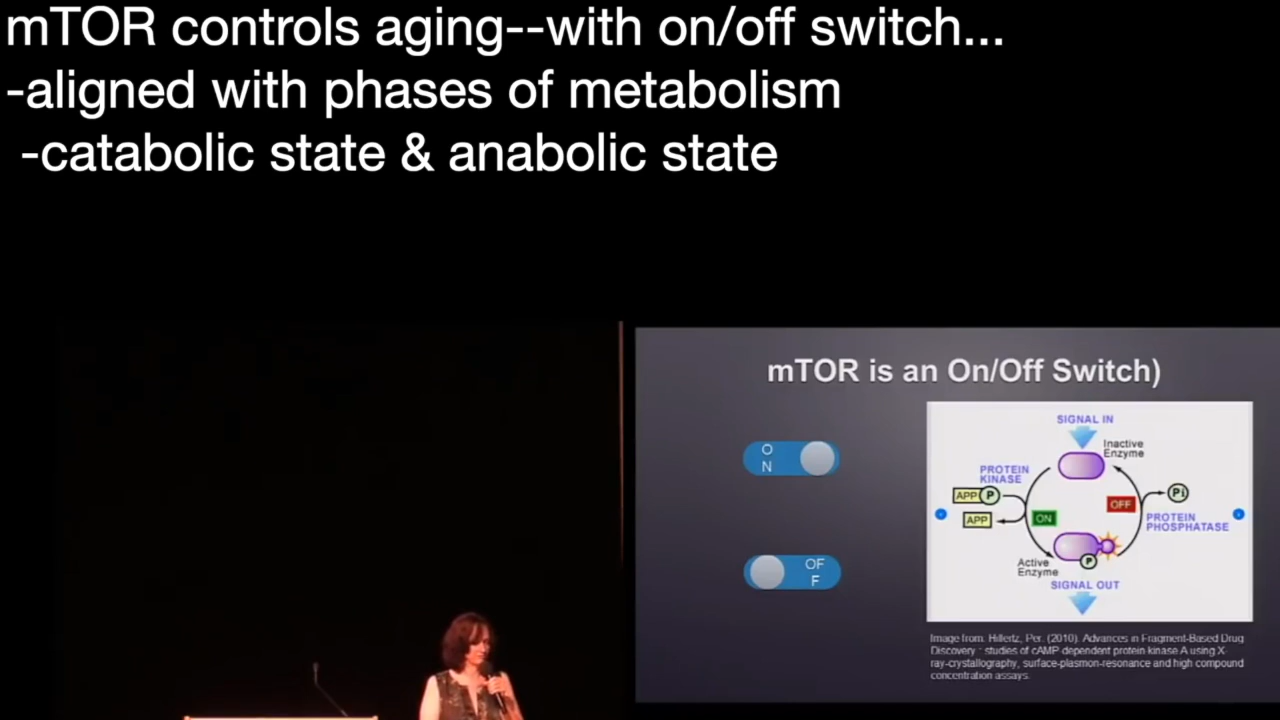 mTOR controls aging--with on/off switch...
-aligned with phases of metabolism
-catabolic state & anabolic state
mTOR is an On/Off Switch)
O
N
OF
F
SIGNAL IN
Inactive
Enzyme
PROTEIN
KINASE
APP P
APP
ON
OFF
Pi
PROTEIN
PHOSPHATASE
Active
Enzyme
P
SIGNAL OUT
Image from: Hillertz, Per. (2010). Advances in Fragment-Based Drug
Discovery : studies of cAMP dependent protein kinase A using X-
ray-crystallography, surface-plasmon-resonance and high compound
concentration assays.